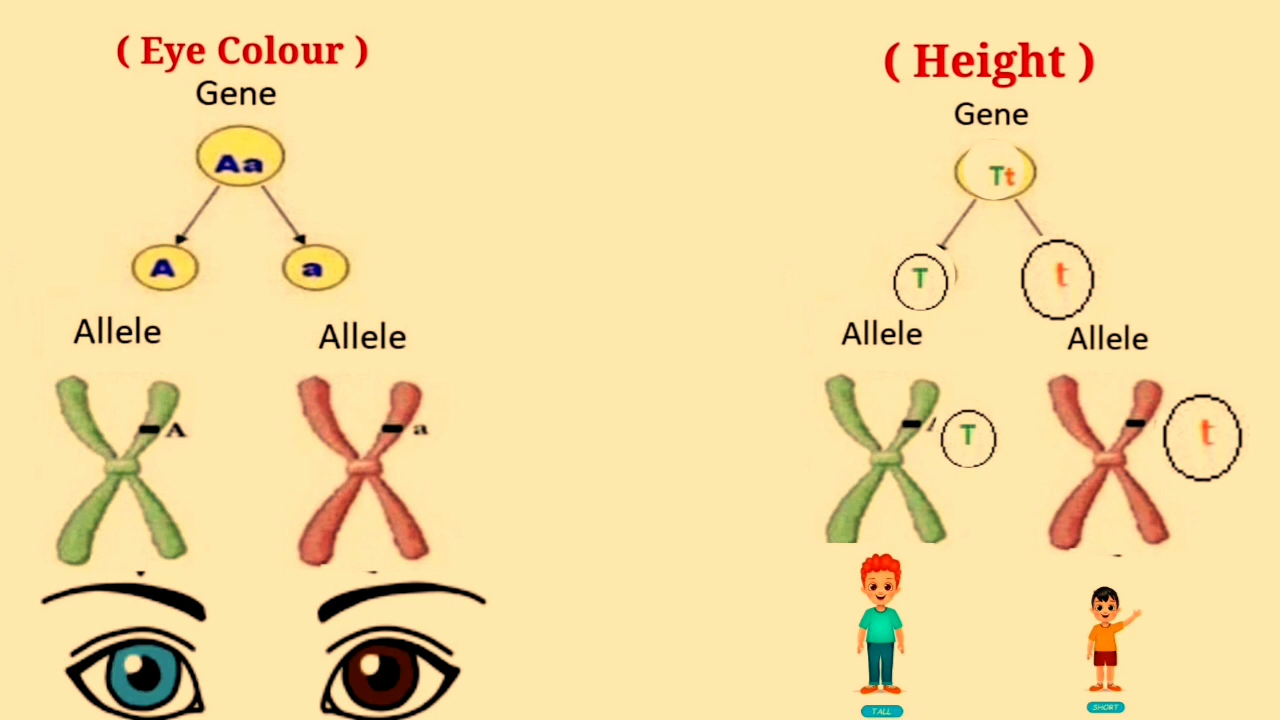 ( Eye Colour )
Gene
Aa
A
a
Allele
Allele
A
a
( Height )
Gene
Tt
T
t
Allele
Allele
T
t
TALL
SHORT